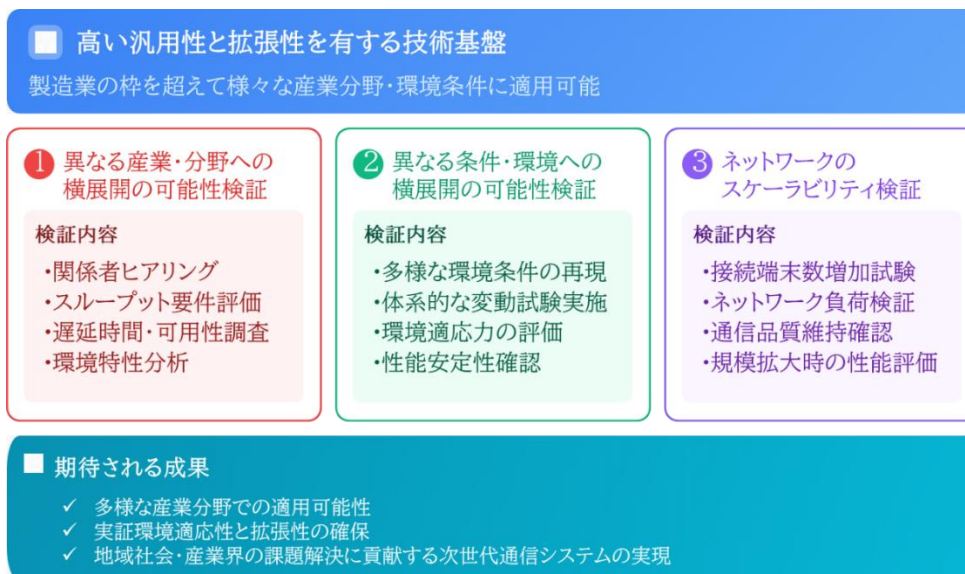 高い汎用性と拡張性を有する技術基盤
製造業の枠を超えて様々な産業分野・環境条件に適用可能
1 異なる産業・分野への
横展開の可能性検証
検証内容
・関係者ヒアリング
・スループット要件評価
・遅延時間・可用性調査
・環境特性分析
2 異なる条件・環境への
横展開の可能性検証
検証内容
・多様な環境条件の再現
・体系的な変動試験実施
・環境適応力の評価
・性能安定性確認
3 ネットワークの
スケーラビリティ検証
検証内容
・接続端末数増加試験
・ネットワーク負荷検証
・通信品質維持確認
・規模拡大時の性能評価
期待される成果
✓ 多様な産業分野での適用可能性
✓ 実証環境適応性と拡張性の確保
✓ 地域社会・産業界の課題解決に貢献する次世代通信システムの実現